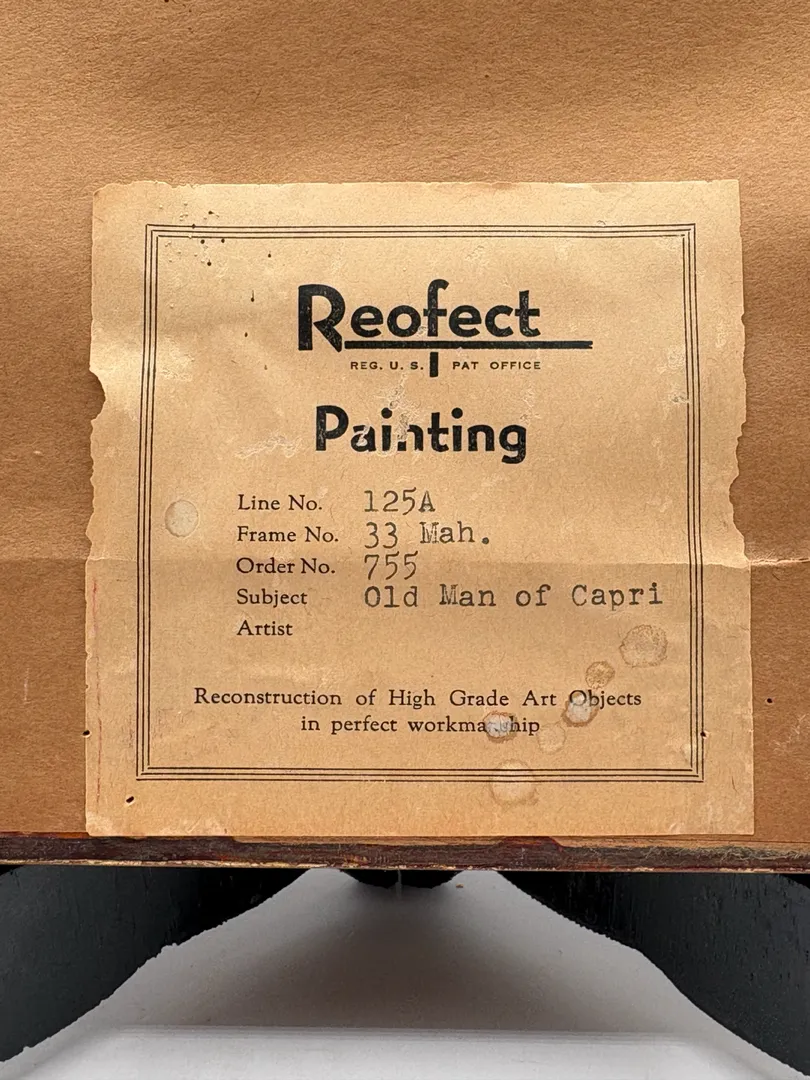 Reofect
REG. U. S. PAT OFFICE
Painting
Line No. 125A
Frame No. 33 Mah.
Order No. 755
Subject Old Man of Capri
Artist
Reconstruction of High Grade Art Objects
in perfect workmanship